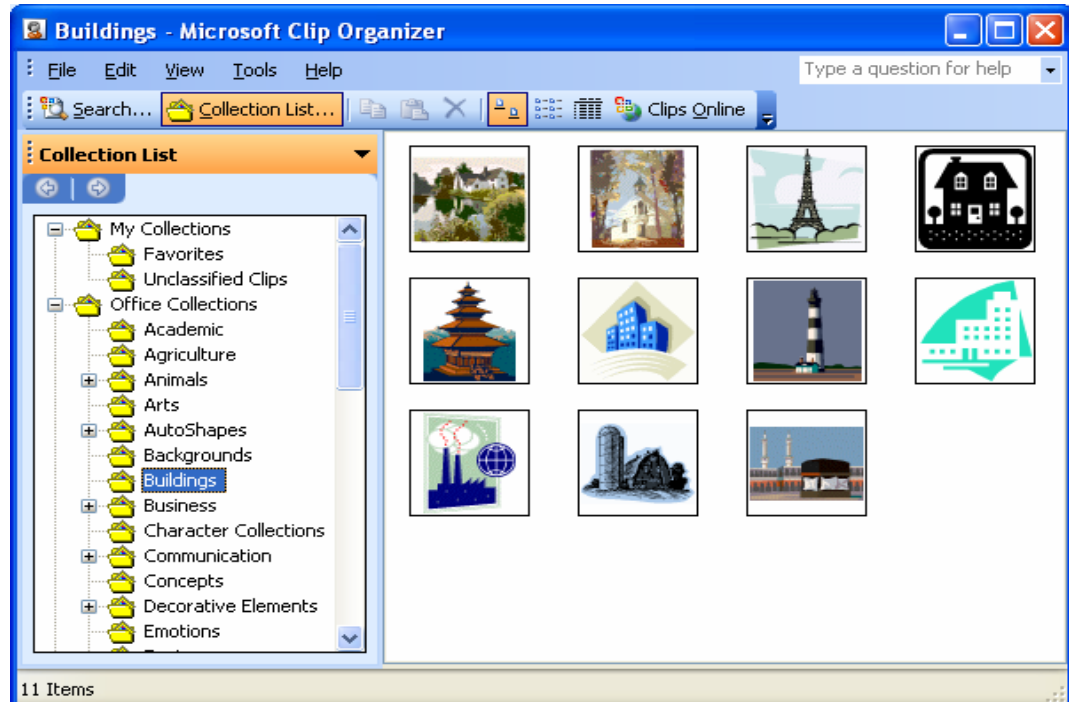 Buildings - Microsoft Clip Organizer
File Edit View Tools Help
Type a question for help
Search... Collection List... Clips Online
Collection List
My Collections
Favorites
Unclassified Clips
Office Collections
Academic
Agriculture
Animals
Arts
AutoShapes
Backgrounds
Buildings
Business
Character Collections
Communication
Concepts
Decorative Elements
Emotions
11 Items